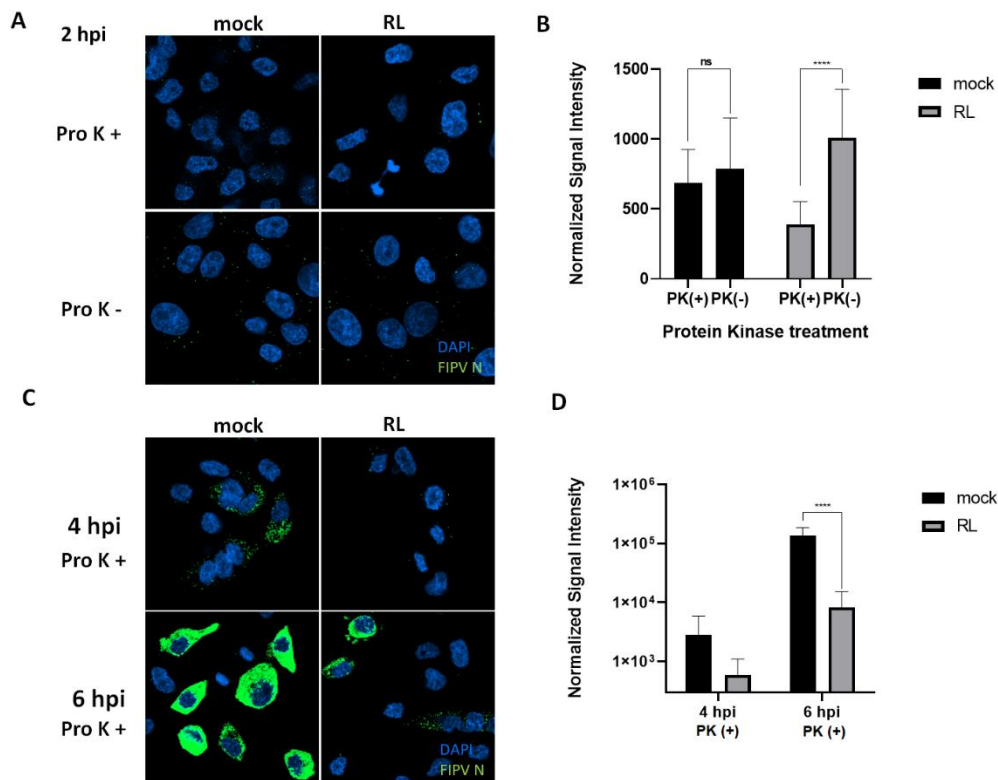 A
mock
RL
2 hpi
Pro K +
Pro K -
DAPI
FIPV N
B
Normalized Signal Intensity
1500
1000
500
0
ns
****
mock
RL
PK(+) PK(-) PK(+) PK(-)
Protein Kinase treatment
C
mock
RL
4 hpi
Pro K +
6 hpi
Pro K +
DAPI
FIPV N
D
Normalized Signal Intensity
1×10⁶
1×10⁵
1×10⁴
1×10³
****
mock
RL
4 hpi 6 hpi
PK (+) PK (+)